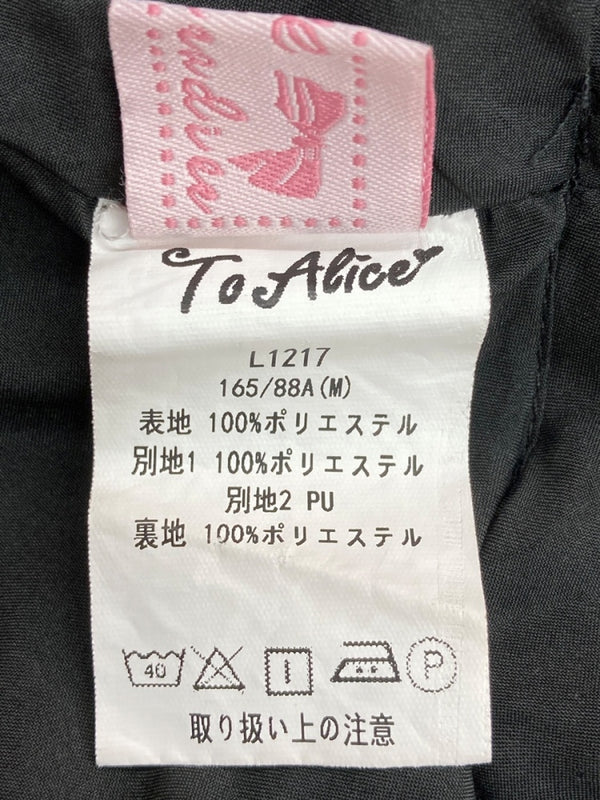 To Alice
L1217
165/88A(M)
表地 100%ポリエステル
別地1 100%ポリエステル
別地2 PU
裏地 100%ポリエステル
40 P
取り扱い上の注意